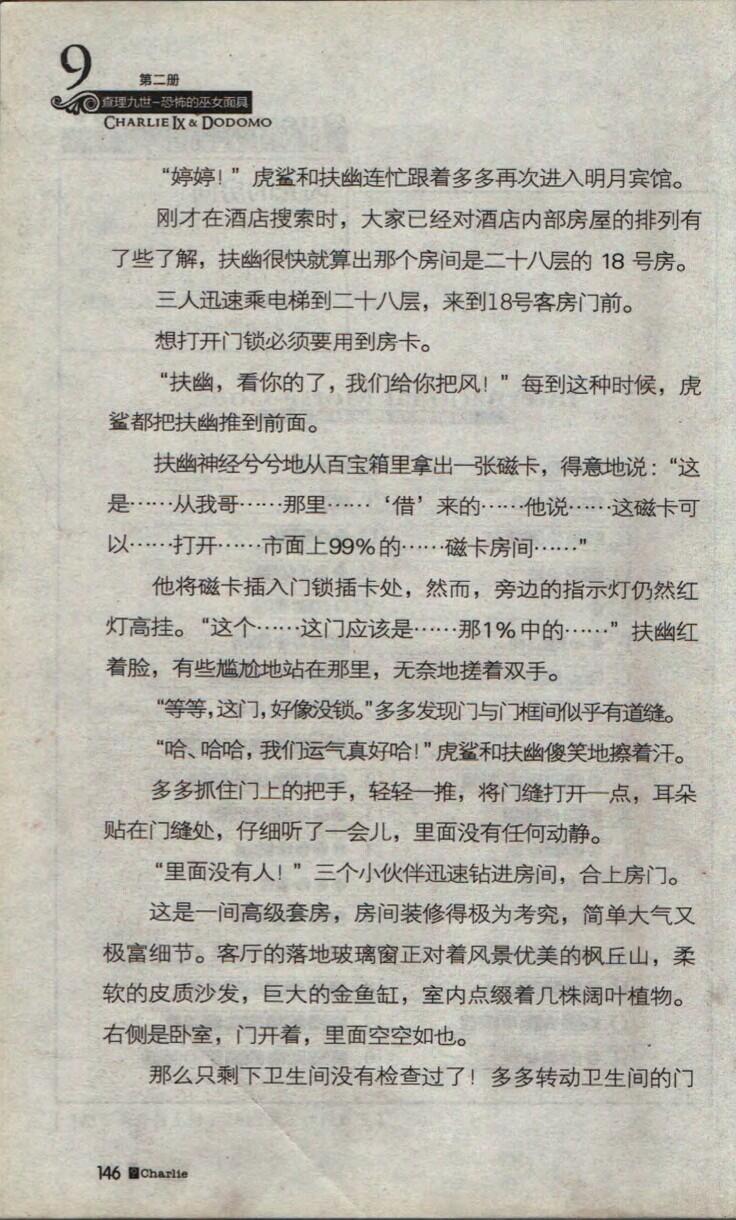 9
第二册
查理九世-恐怖的巫女面具
CHARLIE IX & DODOMO
“婷婷！”虎鲨和扶幽连忙跟着多多再次进入明月宾馆。
刚才在酒店搜索时，大家已经对酒店内部房屋的排列有
了些了解，扶幽很快就算出那个房间是二十八层的 18 号房。
三人迅速乘电梯到二十八层，来到18号客房门前。
想打开门锁必须要用到房卡。
“扶幽，看你的了，我们给你把风！”每到这种时候，虎
鲨都把扶幽推到前面。
扶幽神经兮兮地从百宝箱里拿出一张磁卡，得意地说：“这
是……从我哥……那里……‘借’来的……他说……这磁卡可
以……打开……市面上99%的……磁卡房间……”
他将磁卡插入门锁插卡处，然而，旁边的指示灯仍然红
灯高挂。“这个……这门应该是……那1%中的……”扶幽红
着脸，有些尴尬地站在那里，无奈地搓着双手。
“等等，这门，好像没锁。”多多发现门与门框间似乎有道缝。
“哈、哈哈，我们运气真好哈！”虎鲨和扶幽傻笑地擦着汗。
多多抓住门上的把手，轻轻一推，将门缝打开一点，耳朵
贴在门缝处，仔细听了一会儿，里面没有任何动静。
“里面没有人！”三个小伙伴迅速钻进房间，合上房门。
这是一间高级套房，房间装修得极为考究，简单大气又
极富细节。客厅的落地玻璃窗正对着风景优美的枫丘山，柔
软的皮质沙发，巨大的金鱼缸，室内点缀着几株阔叶植物。
右侧是卧室，门开着，里面空空如也。
那么只剩下卫生间没有检查过了！多多转动卫生间的门
146 9 Charlie